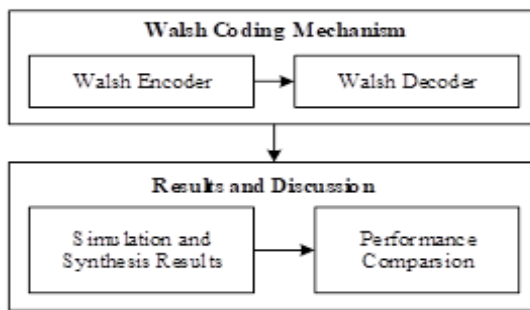 Walsh Coding Mechanism
Walsh Encoder
Walsh Decoder
Results and Discussion
Simulation and
Synthesis Results
Performance
Comparsion